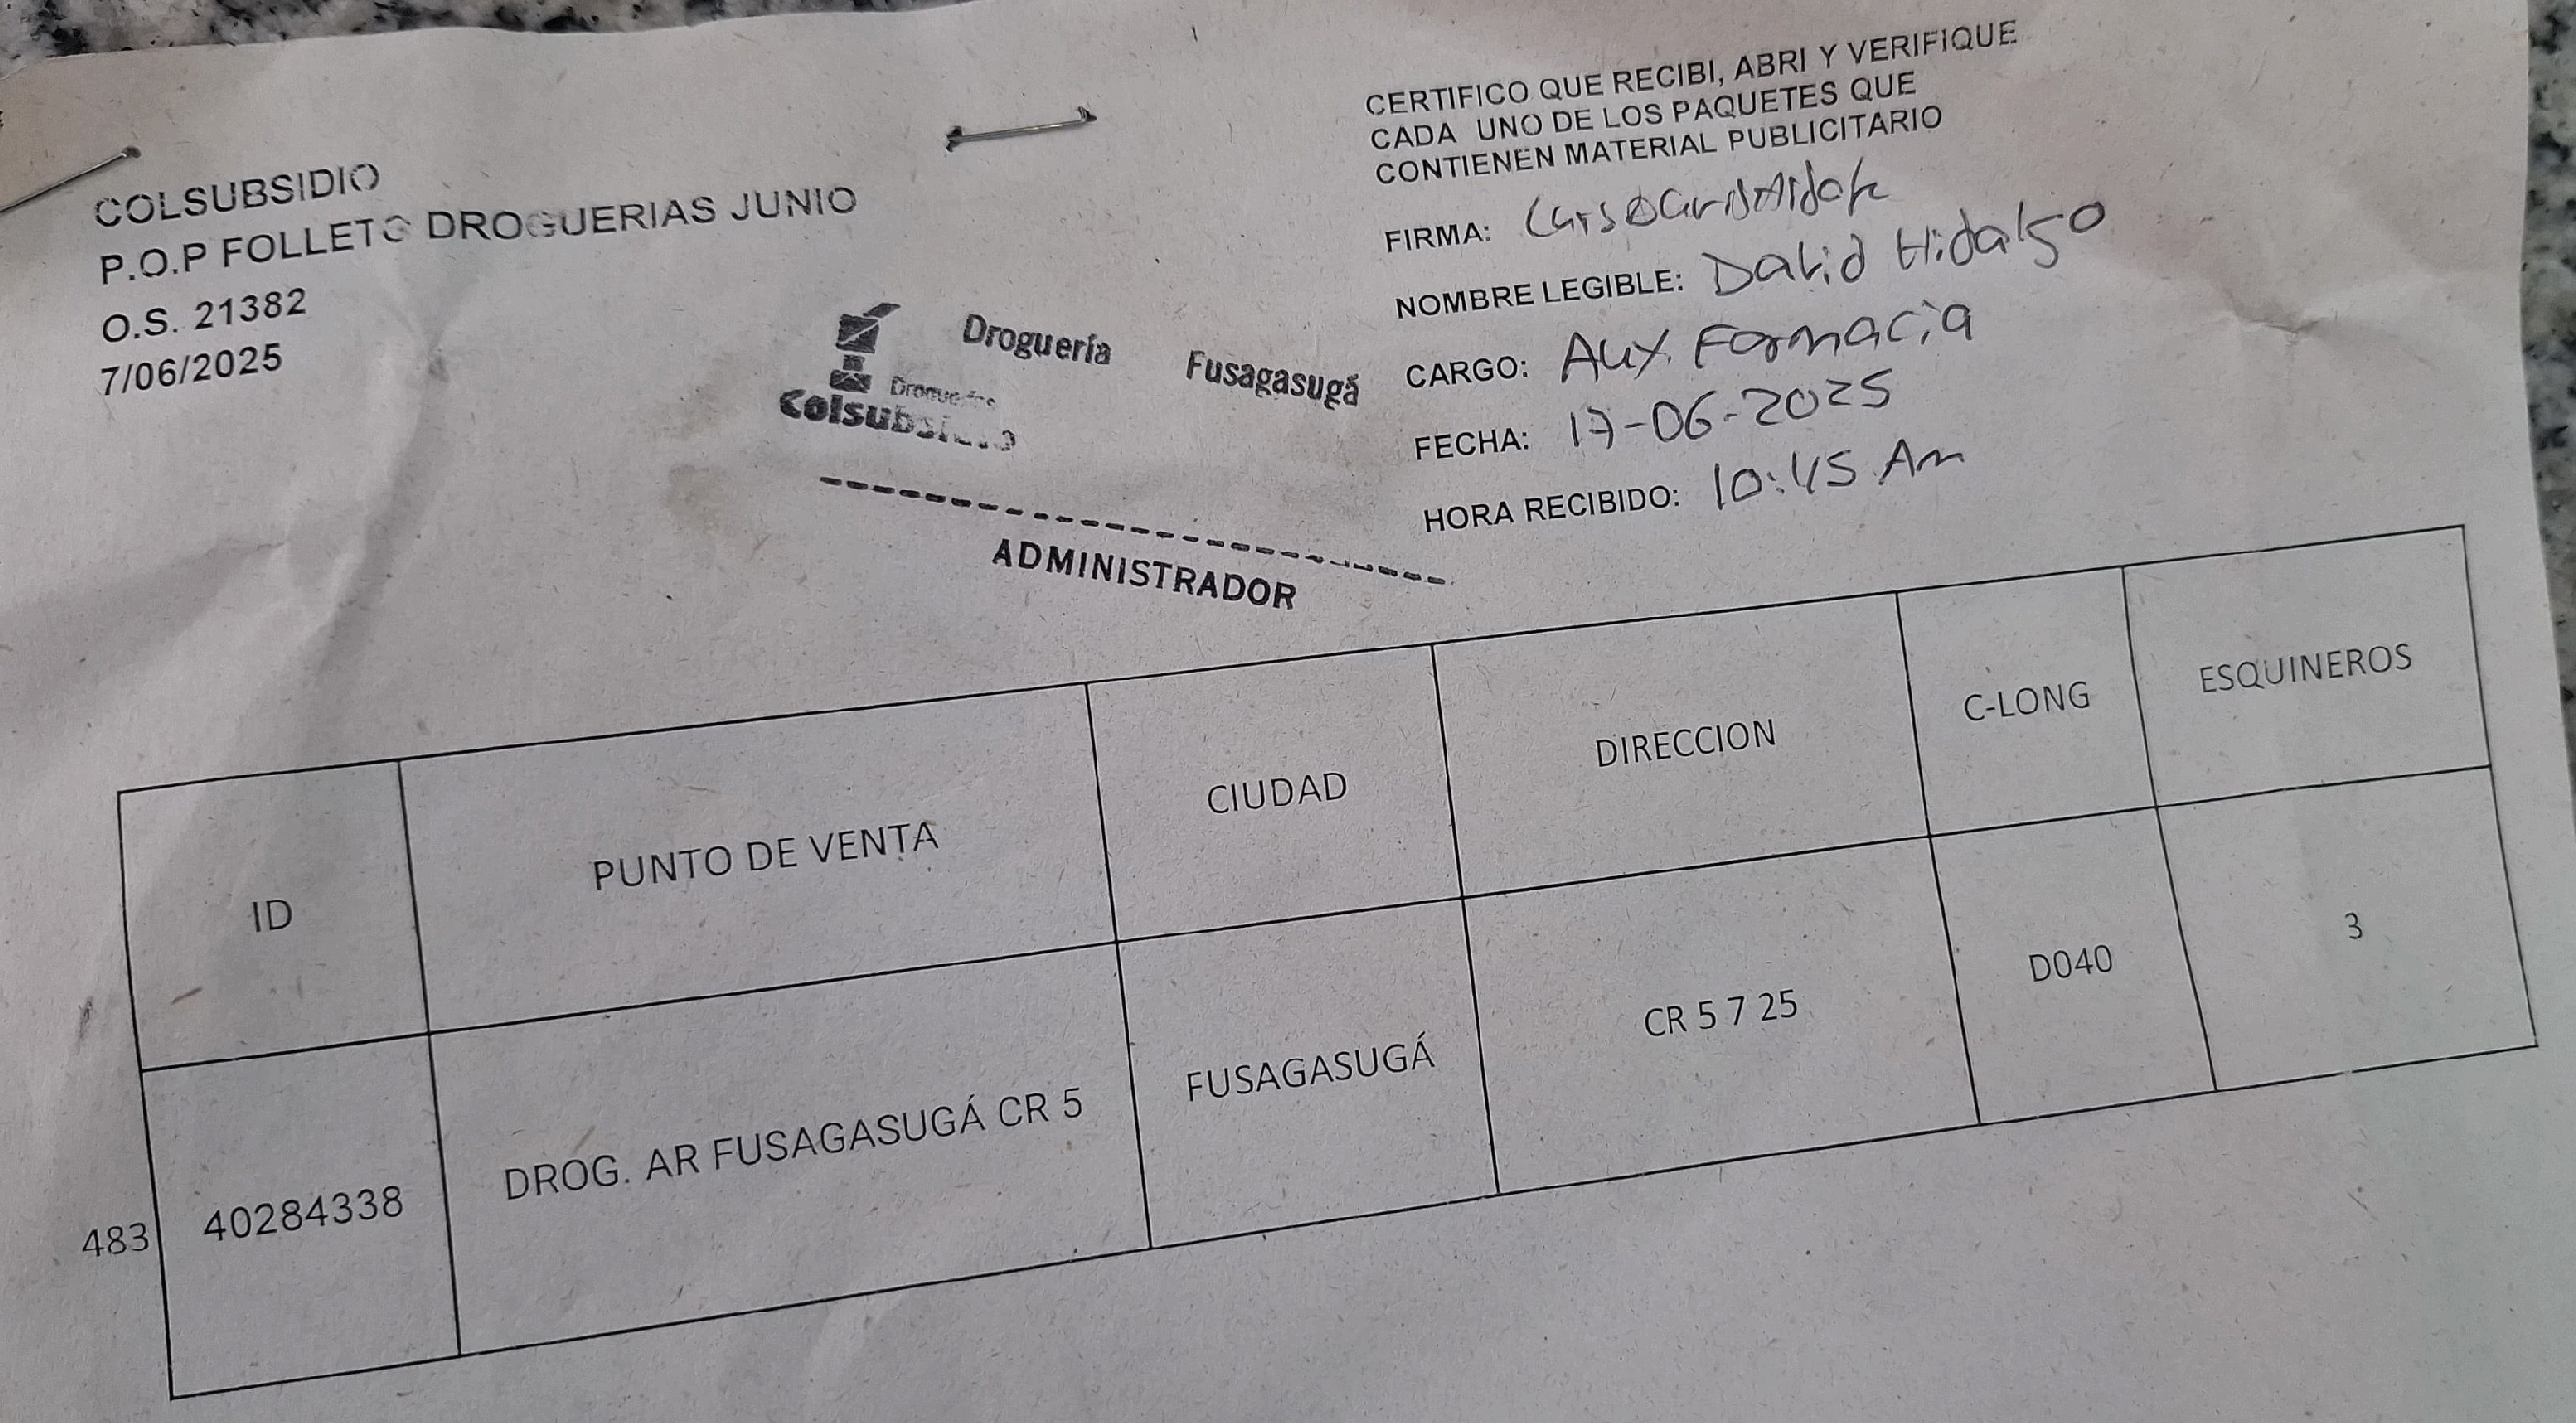 COLSUBSIDIO
P.O.P FOLLETO DROGUERIAS JUNIO
O.S. 21382
7/06/2025
CERTIFICO QUE RECIBI, ABRI Y VERIFIQUE
CADA UNO DE LOS PAQUETES QUE
CONTIENEN MATERIAL PUBLICITARIO
FIRMA:
NOMBRE LEGIBLE: David Hidalgo
CARGO: Aux. Farmacia
FECHA: 17-06-2025
HORA RECIBIDO: 10:45 Am
Droguería Fusagasugá
Droguerías
Colsubsidio
ADMINISTRADOR
ID PUNTO DE VENTA CIUDAD DIRECCION C-LONG ESQUINEROS
483 40284338 DROG. AR FUSAGASUGÁ CR 5 FUSAGASUGÁ CR 5 7 25 D040 3